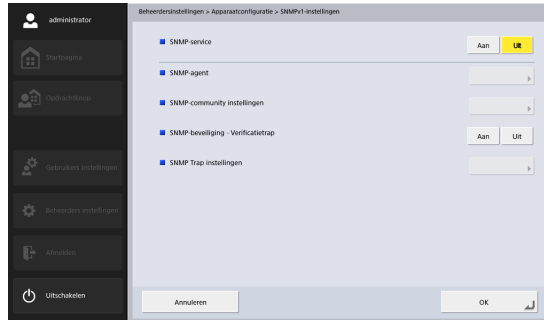 administrator
Beheerdersinstellingen > Apparaatconfiguratie > SNMPv1-instellingen
Startpagina
Opdrachtknop
Gebruikers instellingen
Beheerders instellingen
Afmelden
Uitschakelen
SNMP-service
Aan Uit
SNMP-agent
SNMP-community instellingen
SNMP-beveiliging - Verificatietrap
Aan Uit
SNMP Trap instellingen
Annuleren
OK